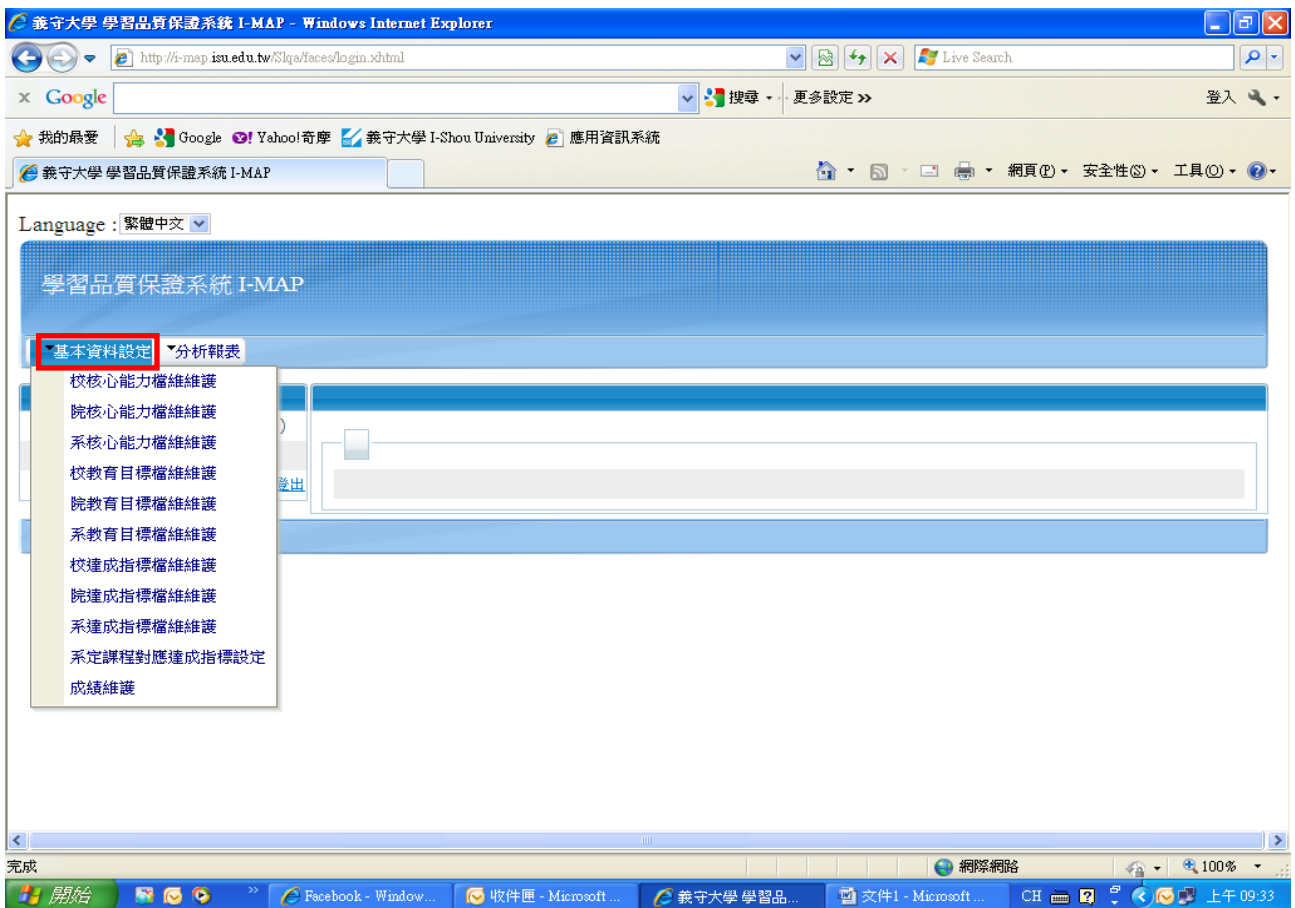 義守大學 學習品質保證系統 I-MAP - Windows Internet Explorer
http://i-map.isu.edu.tw/Slqa/faces/login.xhtml
Live Search
x Google
搜尋
更多設定 »
登入
我的最愛
Google
Yahoo!奇摩
義守大學 I-Shou University
應用資訊系統
義守大學 學習品質保證系統 I-MAP
網頁(P)
安全性(S)
工具(O)
Language : 繁體中文
學習品質保證系統 I-MAP
基本資料設定
分析報表
校核心能力檔維維護
院核心能力檔維維護
)
系核心能力檔維維護
校教育目標檔維維護
登出
院教育目標檔維維護
系教育目標檔維維護
校達成指標檔維維護
院達成指標檔維維護
系達成指標檔維維護
系定課程對應達成指標設定
成績維護
完成
網際網路
100%
開始
Facebook - Window...
收件匣 - Microsoft ...
義守大學 學習品...
文件1 - Microsoft ...
CH
上午 09:33